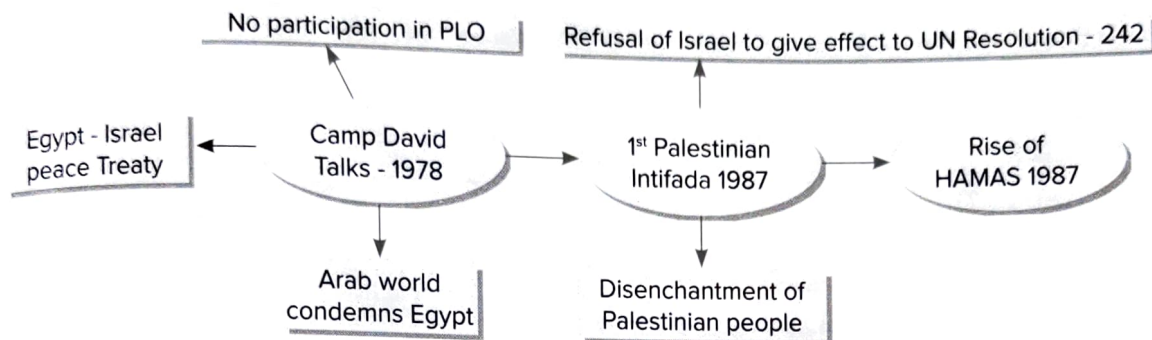 No participation in PLO
Refusal of Israel to give effect to UN Resolution - 242
Egypt - Israel
peace Treaty
Camp David
Talks - 1978
1st Palestinian
Intifada 1987
Rise of
HAMAS 1987
Arab world
condemns Egypt
Disenchantment of
Palestinian people